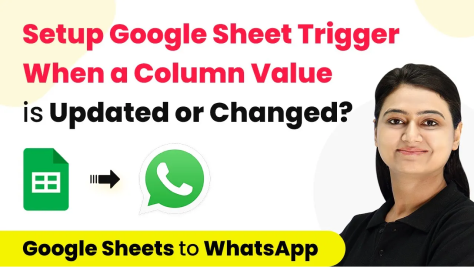 Setup Google Sheet Trigger
When a Column Value
is Updated or Changed?
Google Sheets to WhatsApp